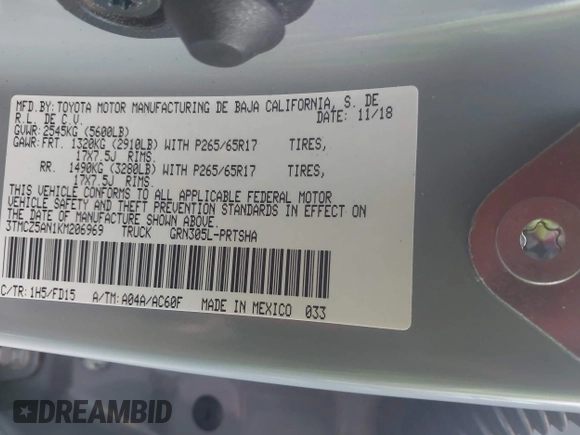 MFD.BY: TOYOTA MOTOR MANUFACTURING DE BAJA CALIFORNIA, S. DE
R.L. DE C.V. DATE: 11/18
GVWR: 2545KG (5600LB)
GAWR: FRT. 1320KG (2910LB) WITH P265/65R17 TIRES,
17X7.5J RIMS.
RR. 1490KG (3280LB) WITH P265/65R17 TIRES,
17X7.5J RIMS.
THIS VEHICLE CONFORMS TO ALL APPLICABLE FEDERAL MOTOR
VEHICLE SAFETY AND THEFT PREVENTION STANDARDS IN EFFECT ON
THE DATE OF MANUFACTURE SHOWN ABOVE.
3TMCZ5AN1KM206969 TRUCK GRN305L-PRTSHA
C/TR: 1H5/FD15 A/TM: A04A/AC60F MADE IN MEXICO 033
DREAMBID